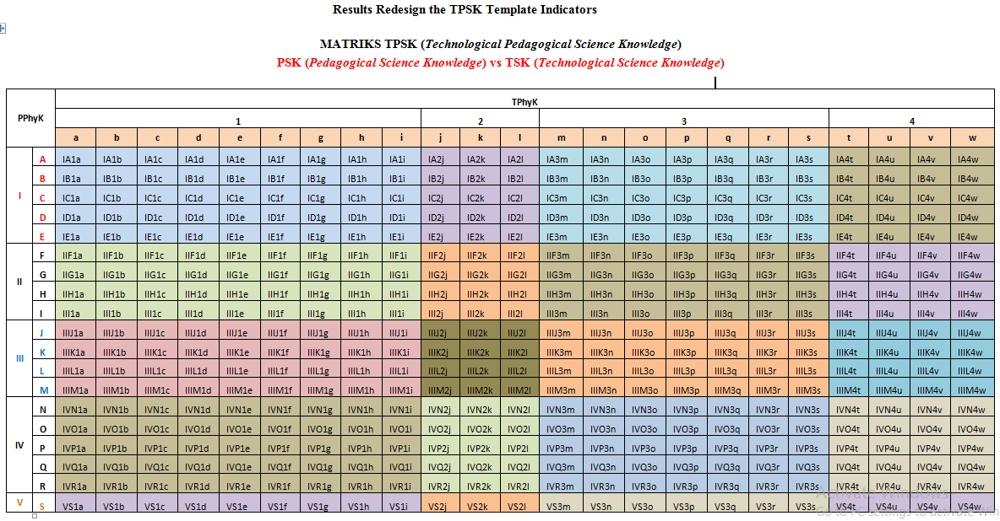 Results Redesign the TPSK Template Indicators
MATRIKS TPSK (Technological Pedagogical Science Knowledge)
PSK (Pedagogical Science Knowledge) vs TSK (Technological Science Knowledge)
PPhyK TPhyK
1 2 3 4
a b c d e f g h i j k l m n o p q r s t u v w
I A IA1a IA1b IA1c IA1d IA1e IA1f IA1g IA1h IA1i IA2j IA2k IA2l IA3m IA3n IA3o IA3p IA3q IA3r IA3s IA4t IA4u IA4v IA4w
B IB1a IB1b IB1c IB1d IB1e IB1f IB1g IB1h IB1i IB2j IB2k IB2l IB3m IB3n IB3o IB3p IB3q IB3r IB3s IB4t IB4u IB4v IB4w
C IC1a IC1b IC1c IC1d IC1e IC1f IC1g IC1h IC1i IC2j IC2k IC2l IC3m IC3n IC3o IC3p IC3q IC3r IC3s IC4t IC4u IC4v IC4w
D ID1a ID1b ID1c ID1d ID1e ID1f ID1g ID1h ID1i ID2j ID2k ID2l ID3m ID3n ID3o ID3p ID3q ID3r ID3s ID4t ID4u ID4v ID4w
E IE1a IE1b IE1c IE1d IE1e IE1f IE1g IE1h IE1i IE2j IE2k IE2l IE3m IE3n IE3o IE3p IE3q IE3r IE3s IE4t IE4u IE4v IE4w
II F IIF1a IIF1b IIF1c IIF1d IIF1e IIF1f IIF1g IIF1h IIF1i IIF2j IIF2k IIF2l IIF3m IIF3n IIF3o IIF3p IIF3q IIF3r IIF3s IIF4t IIF4u IIF4v IIF4w
G IIG1a IIG1b IIG1c IIG1d IIG1e IIG1f IIG1g IIG1h IIG1i IIG2j IIG2k IIG2l IIG3m IIG3n IIG3o IIG3p IIG3q IIG3r IIG3s IIG4t IIG4u IIG4v IIG4w
H IIH1a IIH1b IIH1c IIH1d IIH1e IIH1f IIH1g IIH1h IIH1i IIH2j IIH2k IIH2l IIH3m IIH3n IIH3o IIH3p IIH3q IIH3r IIH3s IIH4t IIH4u IIH4v IIH4w
I III1a III1b III1c III1d III1e III1f III1g III1h III1i III2j III2k III2l III3m III3n III3o III3p III3q III3r III3s III4t III4u III4v III4w
III J IIIJ1a IIIJ1b IIIJ1c IIIJ1d IIIJ1e IIIJ1f IIIJ1g IIIJ1h IIIJ1i IIIJ2j IIIJ2k IIIJ2l IIIJ3m IIIJ3n IIIJ3o IIIJ3p IIIJ3q IIIJ3r IIIJ3s IIIJ4t IIIJ4u IIIJ4v IIIJ4w
K IIIK1a IIIK1b IIIK1c IIIK1d IIIK1e IIIK1f IIIK1g IIIK1h IIIK1i IIIK2j IIIK2k IIIK2l IIIK3m IIIK3n IIIK3o IIIK3p IIIK3q IIIK3r IIIK3s IIIK4t IIIK4u IIIK4v IIIK4w
L IIIL1a IIIL1b IIIL1c IIIL1d IIIL1e IIIL1f IIIL1g IIIL1h IIIL1i IIIL2j IIIL2k IIIL2l IIIL3m IIIL3n IIIL3o IIIL3p IIIL3q IIIL3r IIIL3s IIIL4t IIIL4u IIIL4v IIIL4w
M IIIM1a IIIM1b IIIM1c IIIM1d IIIM1e IIIM1f IIIM1g IIIM1h IIIM1i IIIM2j IIIM2k IIIM2l IIIM3m IIIM3n IIIM3o IIIM3p IIIM3q IIIM3r IIIM3s IIIM4t IIIM4u IIIM4v IIIM4w
IV N IVN1a IVN1b IVN1c IVN1d IVN1e IVN1f IVN1g IVN1h IVN1i IVN2j IVN2k IVN2l IVN3m IVN3n IVN3o IVN3p IVN3q IVN3r IVN3s IVN4t IVN4u IVN4v IVN4w
O IVO1a IVO1b IVO1c IVO1d IVO1e IVO1f IVO1g IVO1h IVO1i IVO2j IVO2k IVO2l IVO3m IVO3n IVO3o IVO3p IVO3q IVO3r IVO3s IVO4t IVO4u IVO4v IVO4w
P IVP1a IVP1b IVP1c IVP1d IVP1e IVP1f IVP1g IVP1h IVP1i IVP2j IVP2k IVP2l IVP3m IVP3n IVP3o IVP3p IVP3q IVP3r IVP3s IVP4t IVP4u IVP4v IVP4w
Q IVQ1a IVQ1b IVQ1c IVQ1d IVQ1e IVQ1f IVQ1g IVQ1h IVQ1i IVQ2j IVQ2k IVQ2l IVQ3m IVQ3n IVQ3o IVQ3p IVQ3q IVQ3r IVQ3s IVQ4t IVQ4u IVQ4v IVQ4w
R IVR1a IVR1b IVR1c IVR1d IVR1e IVR1f IVR1g IVR1h IVR1i IVR2j IVR2k IVR2l IVR3m IVR3n IVR3o IVR3p IVR3q IVR3r IVR3s IVR4t IVR4u IVR4v IVR4w
Activate Windows
V S VS1a VS1b VS1c VS1d VS1e VS1f VS1g VS1h VS1i VS2j VS2k VS2l VS3m VS3n VS3o VS3p VS3q VS3r VS3s VS4t VS4u VS4v VS4w
Go to PC settings to activate Win